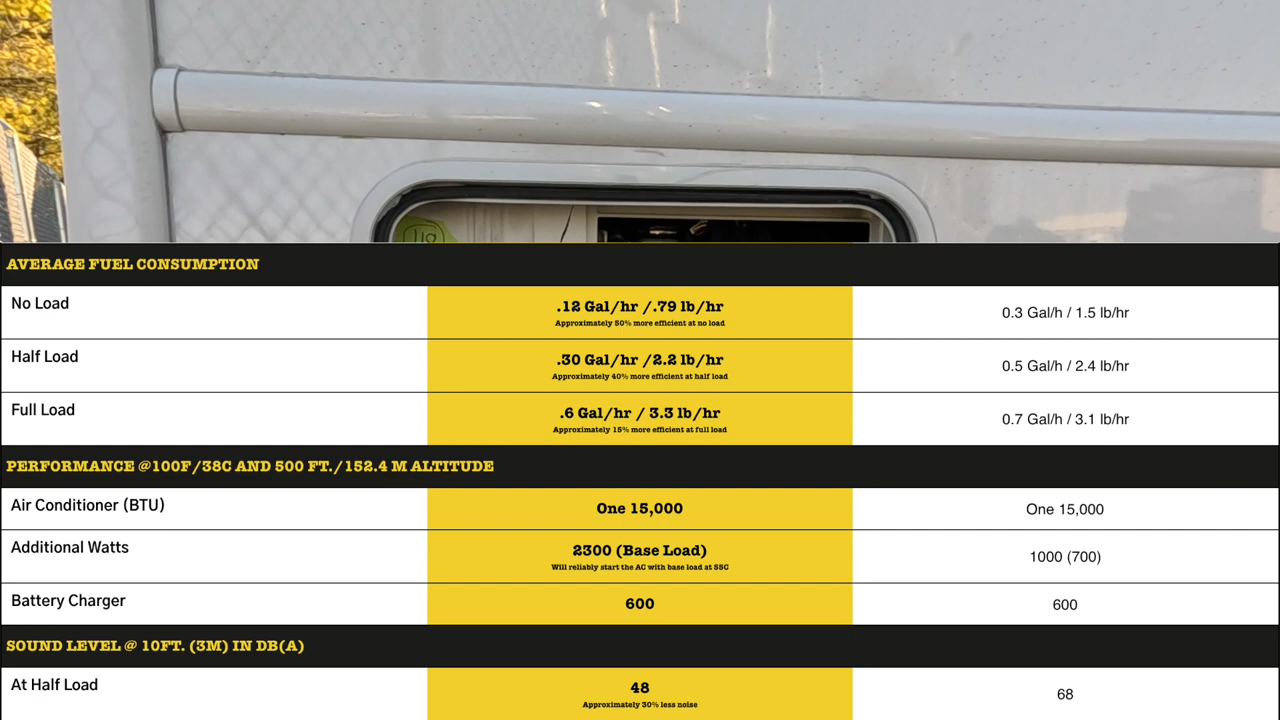 AVERAGE FUEL CONSUMPTION
No Load
.12 Gal/hr /.79 lb/hr
Approximately 50% more efficient at no load
0.3 Gal/h / 1.5 lb/hr
Half Load
.30 Gal/hr /2.2 lb/hr
Approximately 40% more efficient at half load
0.5 Gal/h / 2.4 lb/hr
Full Load
.6 Gal/hr / 3.3 lb/hr
Approximately 15% more efficient at full load
0.7 Gal/h / 3.1 lb/hr
PERFORMANCE @100F/38C AND 500 FT./152.4 M ALTITUDE
Air Conditioner (BTU)
One 15,000
One 15,000
Additional Watts
2300 (Base Load)
Will reliably start the AC with base load at 55C
1000 (700)
Battery Charger
600
600
SOUND LEVEL @ 10FT. (3M) IN DB(A)
At Half Load
48
Approximately 30% less noise
68